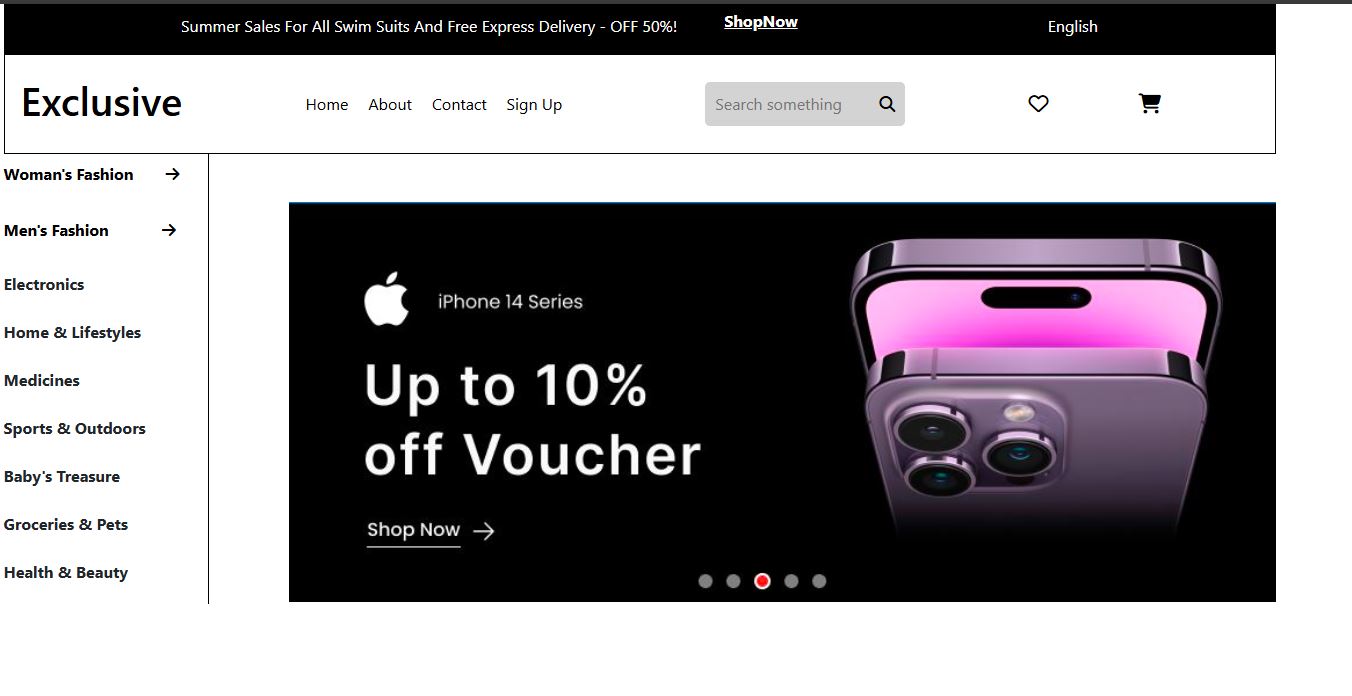 Summer Sales For All Swim Suits And Free Express Delivery - OFF 50%! ShopNow English
Exclusive Home About Contact Sign Up Search something
Woman's Fashion
Men's Fashion
Electronics
Home & Lifestyles
Medicines
Sports & Outdoors
Baby's Treasure
Groceries & Pets
Health & Beauty
iPhone 14 Series
Up to 10%
off Voucher
Shop Now